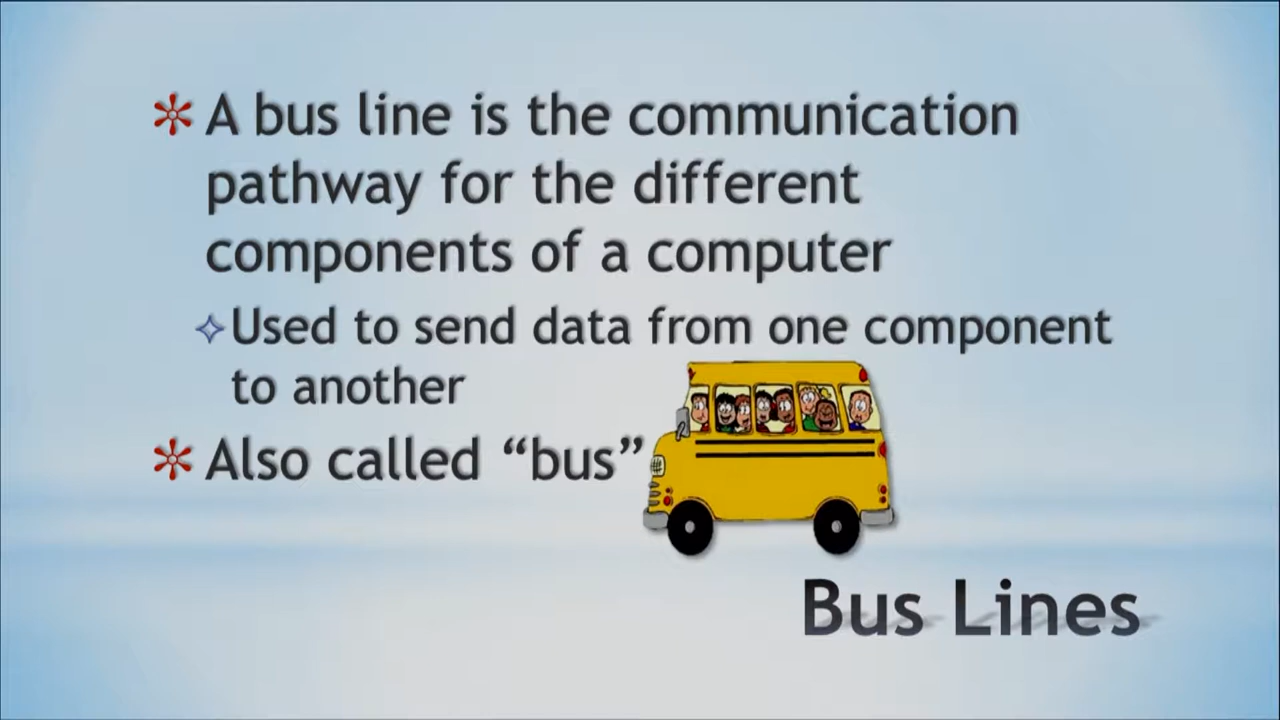 A bus line is the communication
pathway for the different
components of a computer
Used to send data from one component
to another
Also called “bus”
Bus Lines